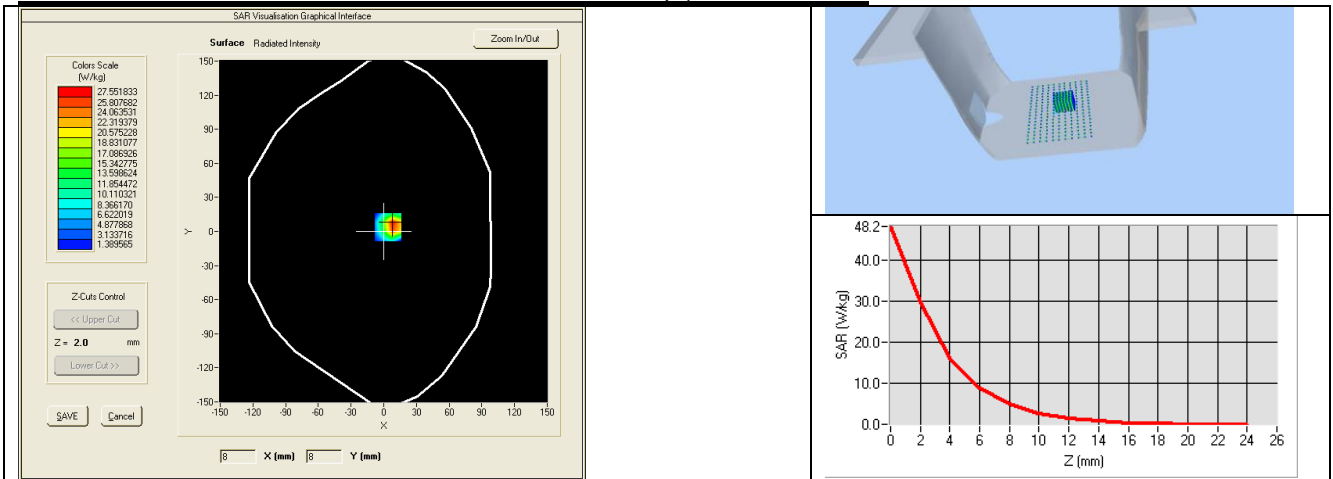 SAR Visualisation Graphical Interface
Surface Radiated Intensity
Zoom In/Out
Colors Scale
(W/kg)
27.551833
25.807682
24.063531
22.319379
20.575228
18.831077
17.086926
15.342775
13.598624
11.854472
10.110321
8.366170
6.622019
4.877868
3.133716
1.389565
Z-Cuts Control
<< Upper Cut
Z = 2.0 mm
Lower Cut >>
SAVE Cancel
150-
120-
90-
60-
30-
0-
-30-
-60-
-90-
-120-
-150-
Y
-150 -120 -90 -60 -30 0 30 60 90 120 150
X
8 X (mm) 8 Y (mm)
48.2-
40.0-
30.0-
20.0-
10.0-
0.0-
SAR (W/kg)
0 2 4 6 8 10 12 14 16 18 20 22 24 26
Z (mm)